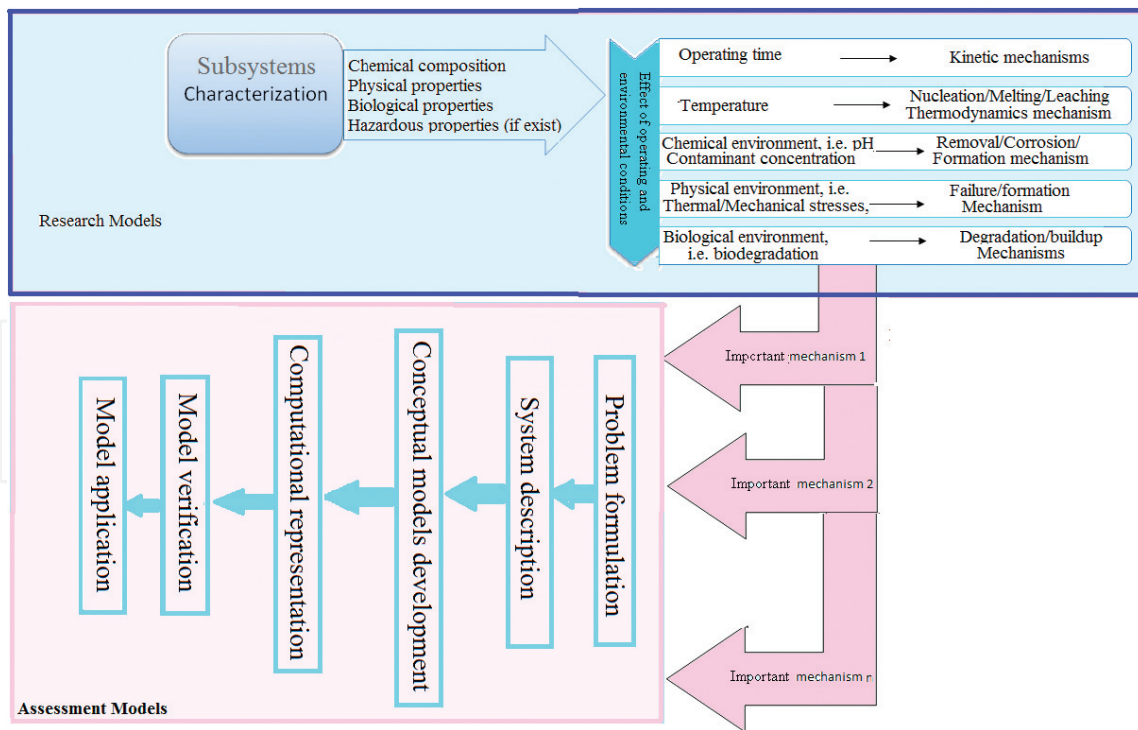 Subsystems
Characterization
Chemical composition
Physical properties
Biological properties
Hazardous properties (if exist)
Effect of operating and
environmental conditions
Operating time
Kinetic mechanisms
Temperature
Nucleation/Melting/Leaching
Thermodynamics mechanism
Chemical environment, i.e. pH
Contaminant concentration
Removal/Corrosion/
Formation mechanism
Physical environment, i.e.
Thermal/Mechanical stresses,
Failure/formation
Mechanism
Biological environment,
i.e. biodegradation
Degradation/buildup
Mechanisms
Research Models
Important mechanism 1
Important mechanism 2
Important mechanism n
Problem formulation
System description
Conceptual models development
Computational representation
Model verification
Model application
Assessment Models